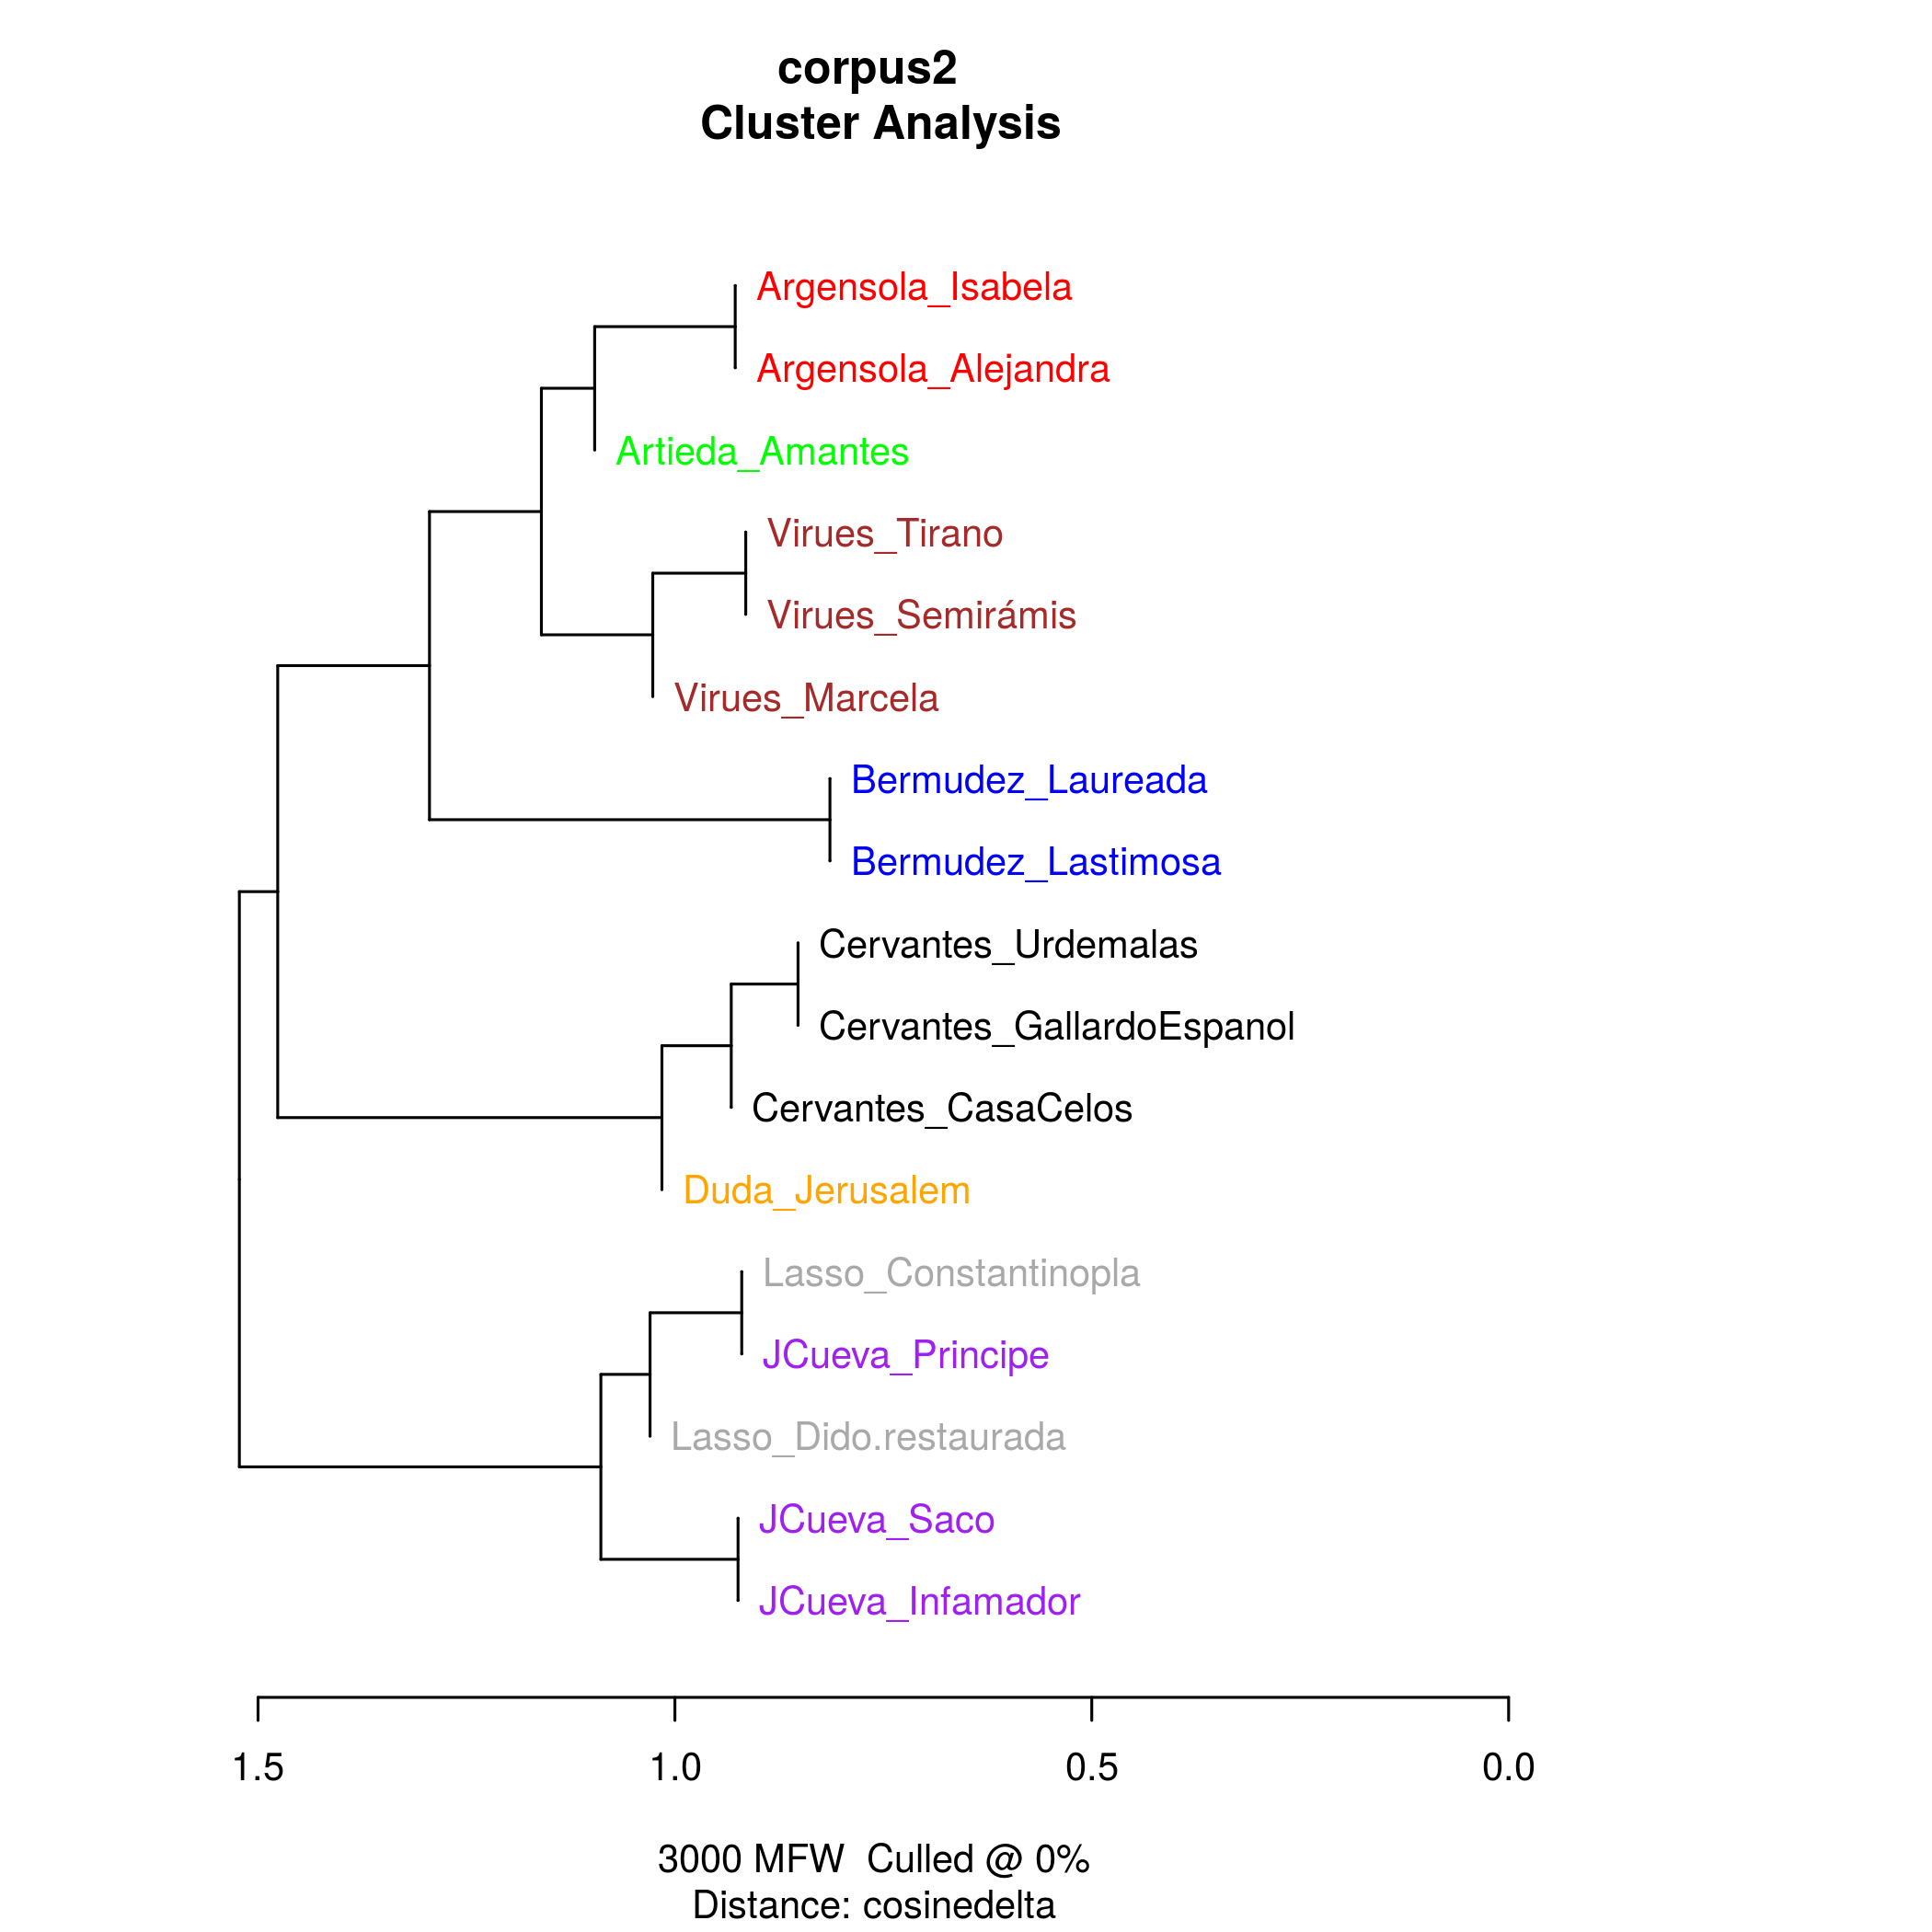 corpus2
Cluster Analysis
Argensola_Isabela
Argensola_Alejandra
Artieda_Amantes
Virues_Tirano
Virues_Semirámis
Virues_Marcela
Bermudez_Laureada
Bermudez_Lastimosa
Cervantes_Urdemalas
Cervantes_GallardoEspanol
Cervantes_CasaCelos
Duda_Jerusalem
Lasso_Constantinopla
JCueva_Principe
Lasso_Dido.restaurada
JCueva_Saco
JCueva_Infamador
1.5 1.0 0.5 0.0
3000 MFW  Culled @ 0%
Distance: cosinedelta